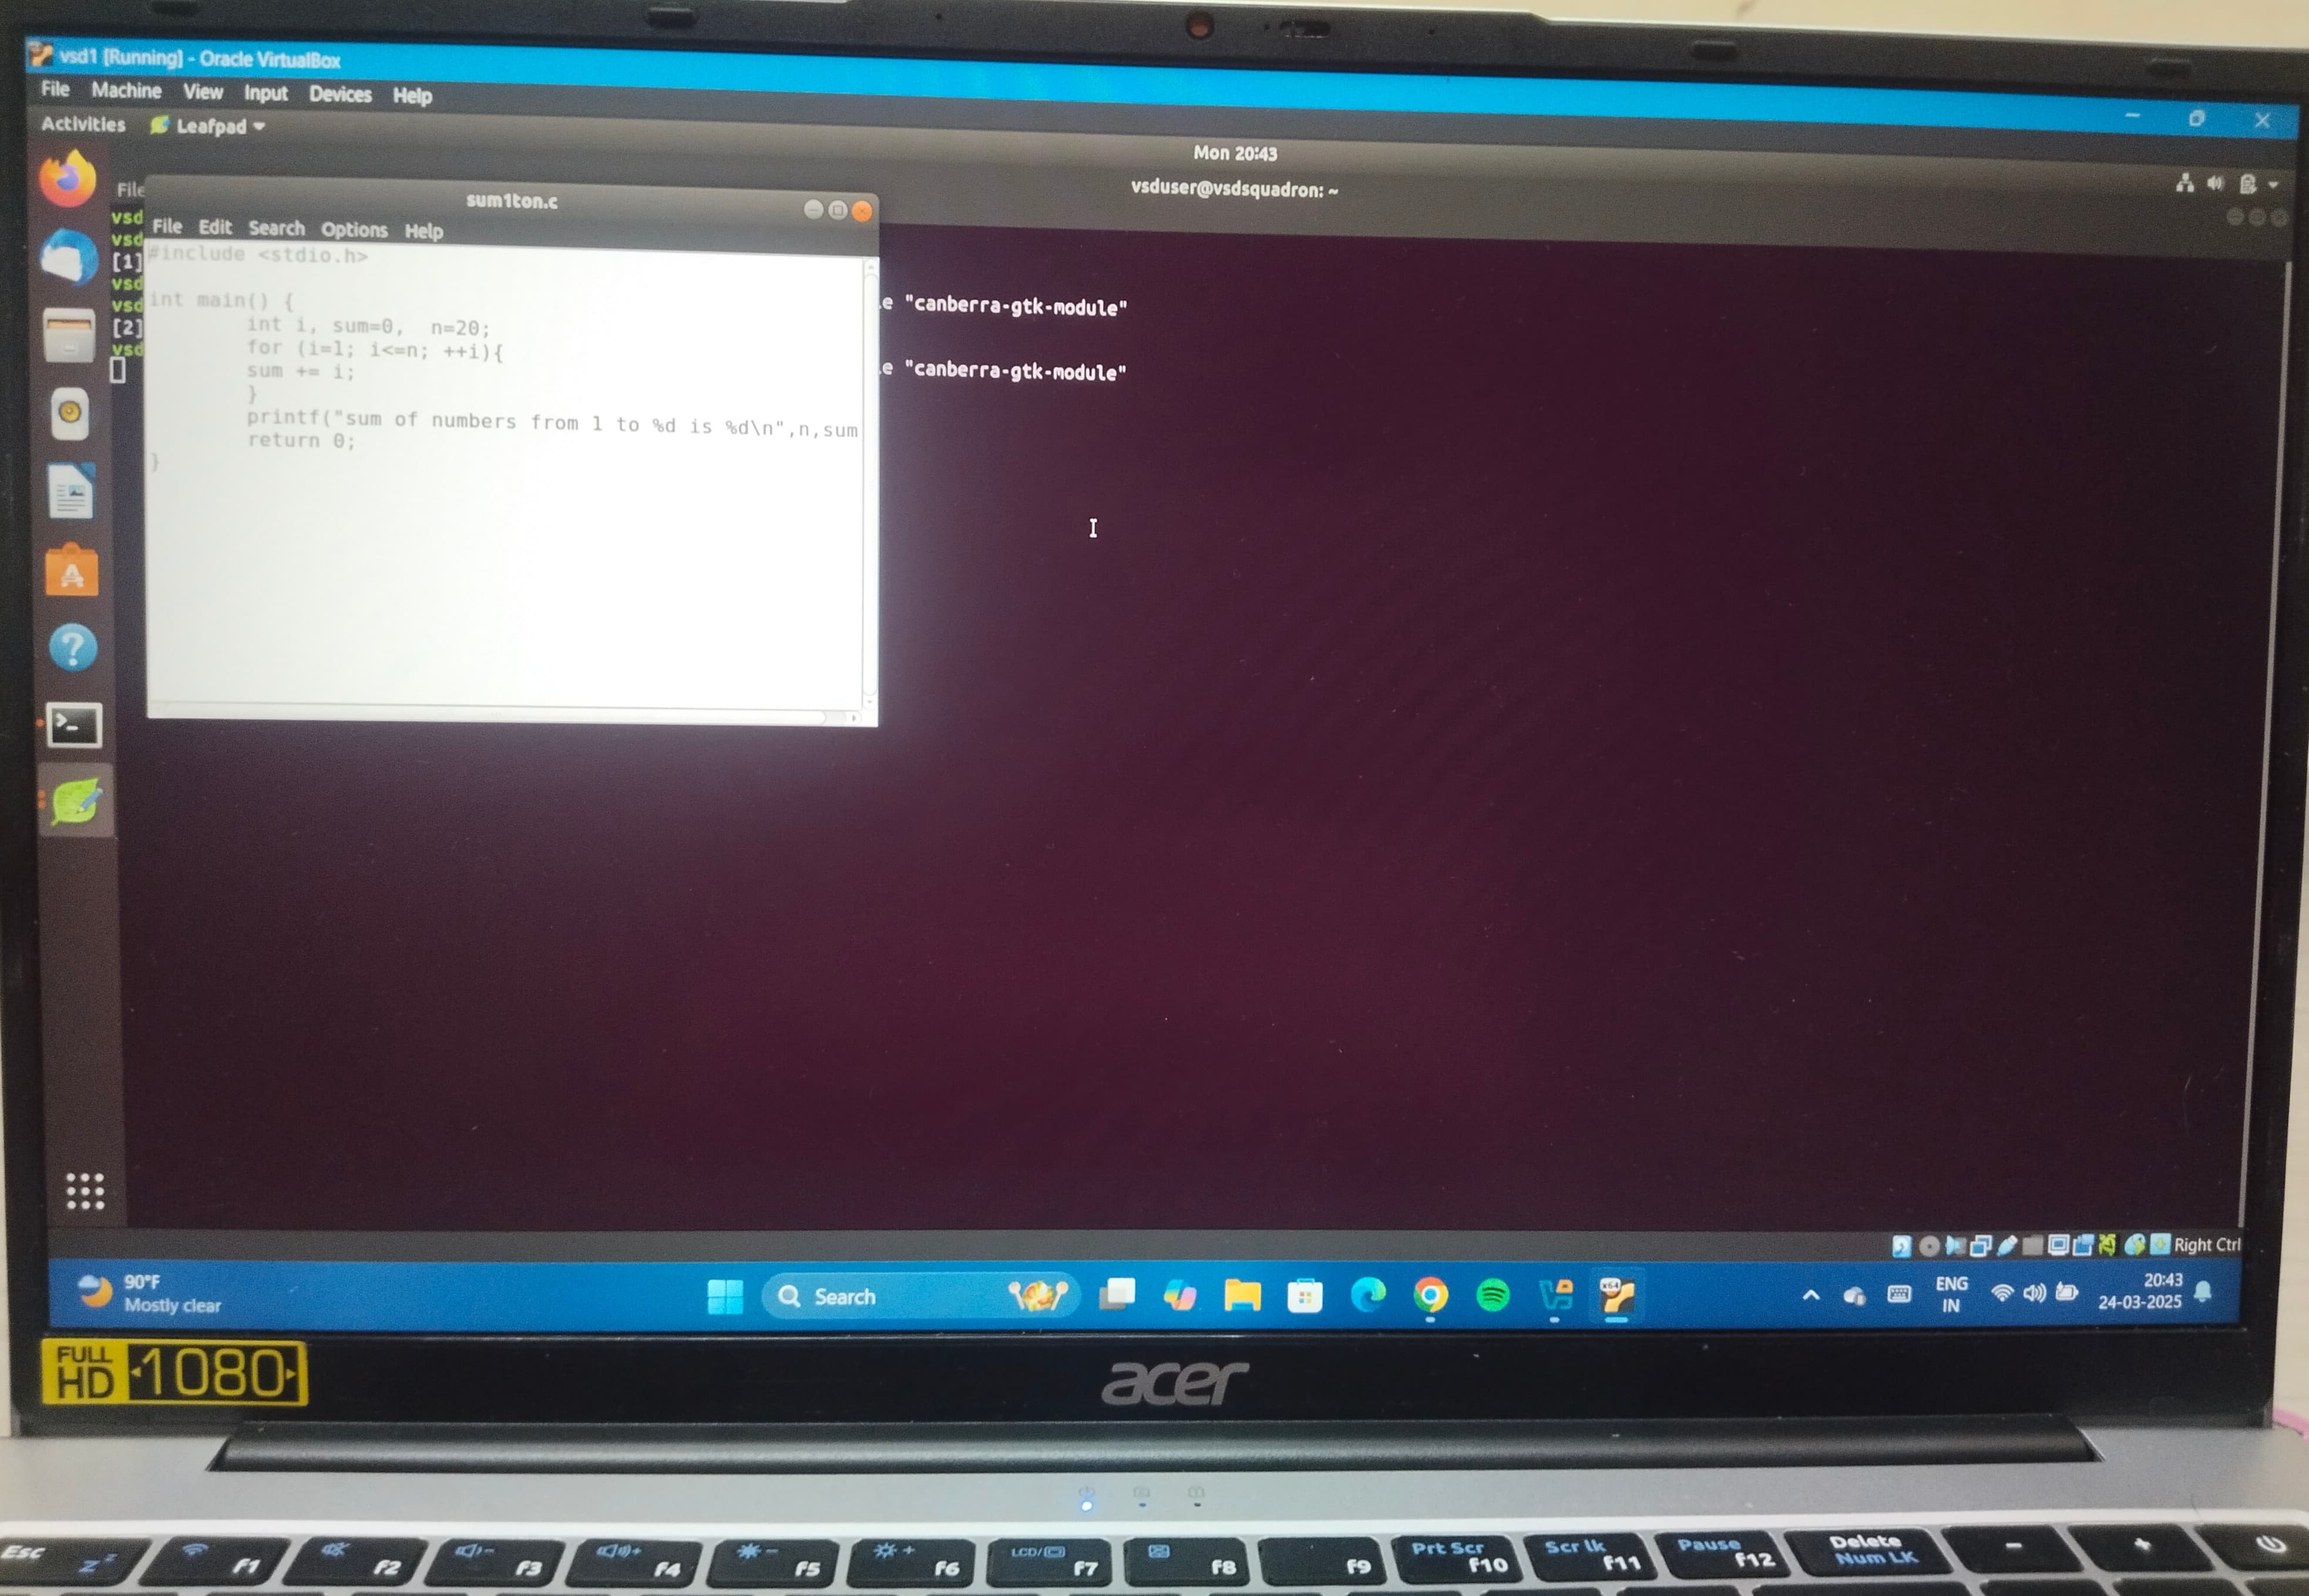 vsd1 [Running] - Oracle VirtualBox
File Machine View Input Devices Help
Activities Leafpad
Mon 20:43
vsduser@vsdsquadron: ~
File
sum1ton.c
File Edit Search Options Help
vsd
vsd
[1]
vsd
vsd
[2]
vsd
#include <stdio.h>
int main() {
int i, sum=0, n=20;
for (i=1; i<=n; ++i){
sum += i;
}
printf("sum of numbers from 1 to %d is %d\n",n,sum
return 0;
}
e "canberra-gtk-module"
e "canberra-gtk-module"
Right Ctrl
90°F
Mostly clear
Search
ENG
IN
20:43
24-03-2025
FULL
HD 1080
acer
Esc
F1
F2
F3
F4
F5
F6
LCD/
F7
F8
F9
Prt Scr
F10
Scr lk
F11
Pause
F12
Delete
Num LK
-
+